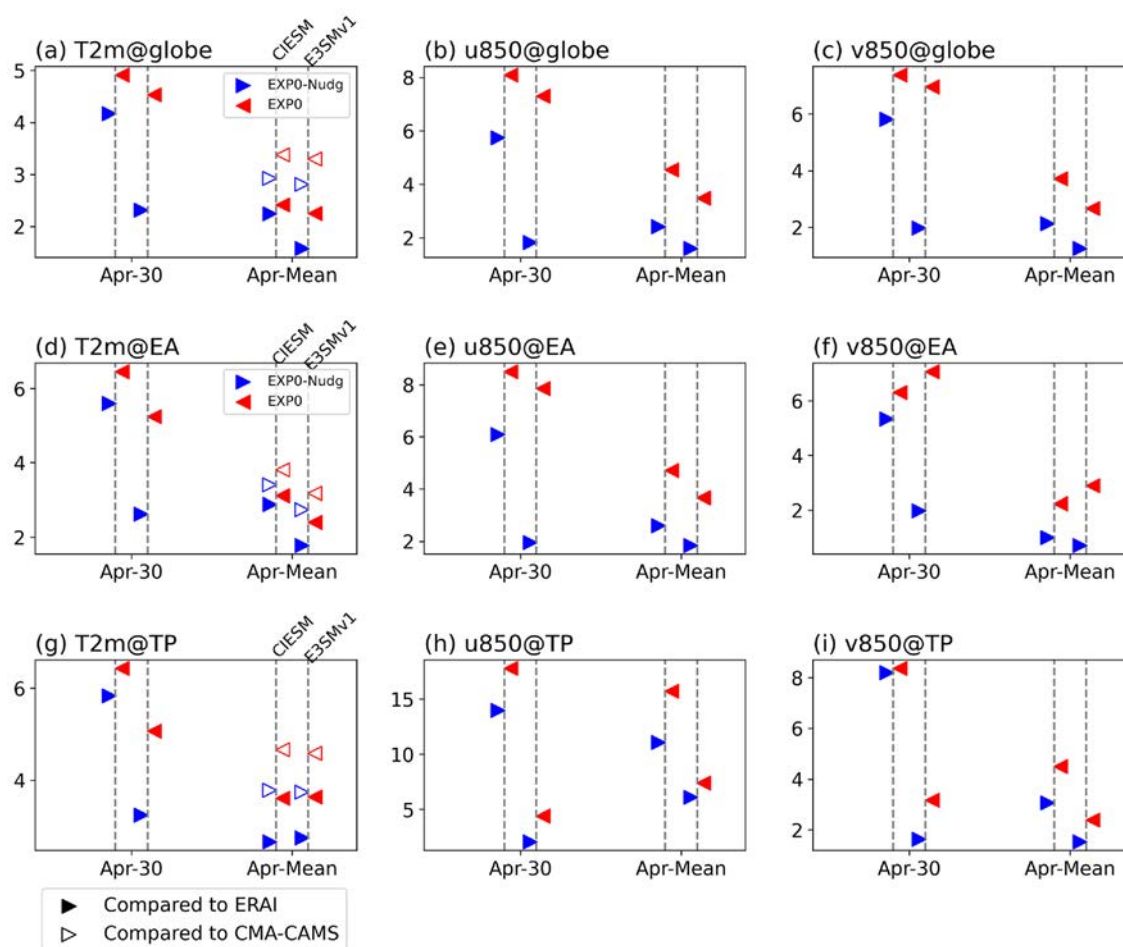 CIESM
E3SMv1
(a) T2m@globe
(b) u850@globe
(c) v850@globe
EXP0-Nudg
EXP0
5
4
3
2
8
6
4
2
6
4
2
Apr-30
Apr-Mean
Apr-30
Apr-Mean
Apr-30
Apr-Mean
CIESM
E3SMv1
(d) T2m@EA
(e) u850@EA
(f) v850@EA
EXP0-Nudg
EXP0
6
4
2
8
6
4
2
6
4
2
Apr-30
Apr-Mean
Apr-30
Apr-Mean
Apr-30
Apr-Mean
CIESM
E3SMv1
(g) T2m@TP
(h) u850@TP
(i) v850@TP
6
4
15
10
5
8
6
4
2
Apr-30
Apr-Mean
Apr-30
Apr-Mean
Apr-30
Apr-Mean
Compared to ERAI
Compared to CMA-CAMS